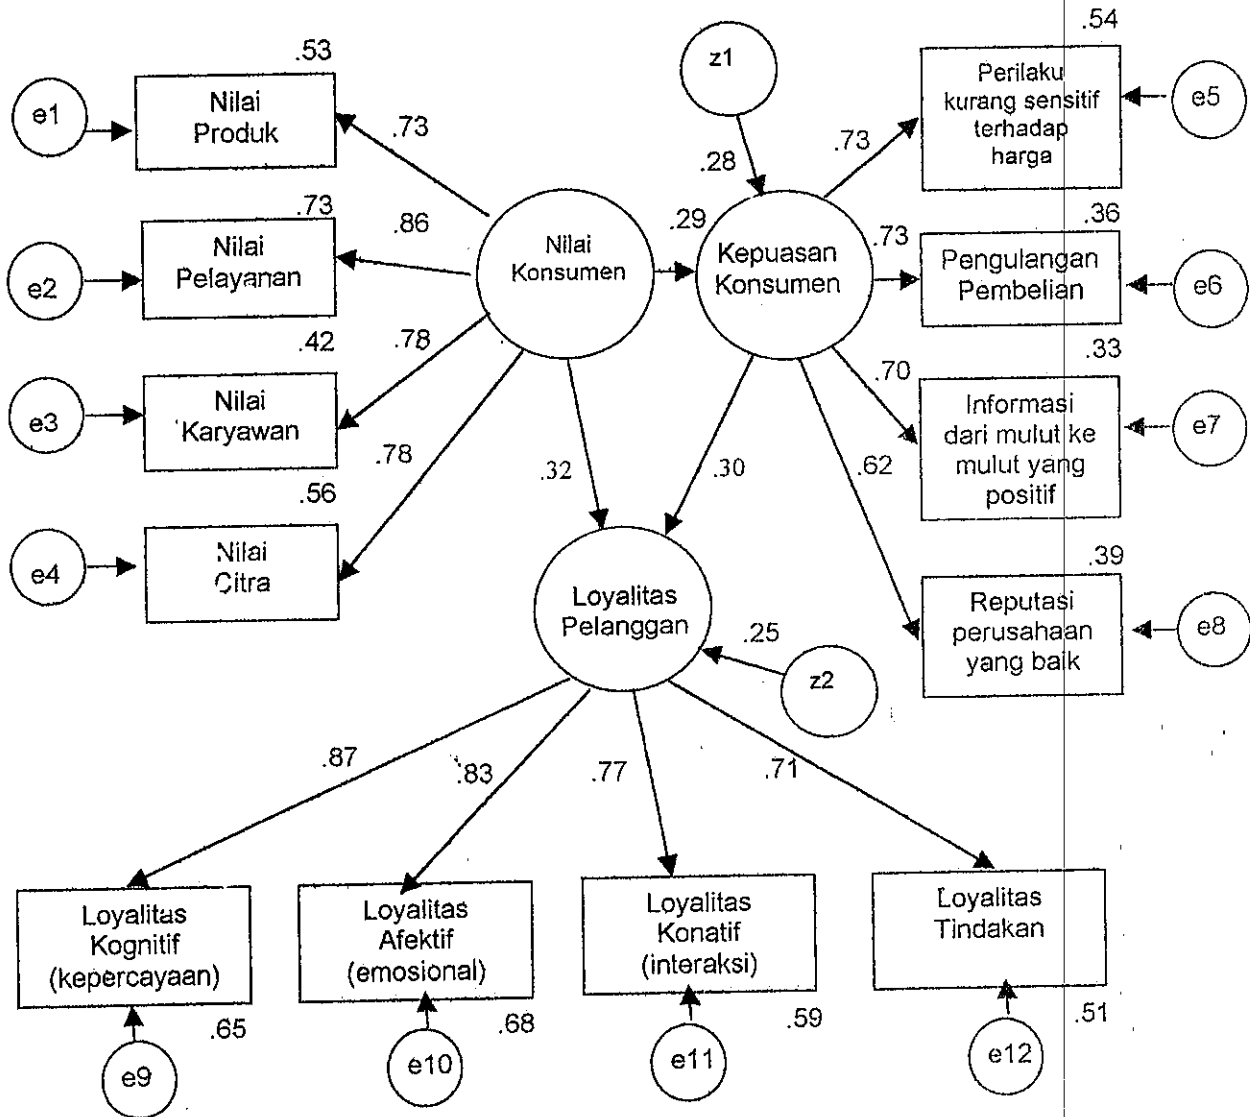 .54
z1
.53
Nilai
Produk
e1
.73
Perilaku
kurang sensitif
terhadap
harga
e5
.73
.28
.73
Nilai
Pelayanan
e2
.86
Nilai
Konsumen
.29
Kepuasan
Konsumen
.73
.36
Pengulangan
Pembelian
e6
.42
.78
Nilai
Karyawan
e3
.33
.70
Informasi
dari mulut ke
mulut yang
positif
e7
.78
.32
.30
.62
.56
Nilai
Citra
e4
.39
Loyalitas
Pelanggan
Reputasi
perusahaan
yang baik
e8
.25
z2
.87
.83
.77
.71
Loyalitas
Kognitif
(kepercayaan)
Loyalitas
Afektif
(emosional)
Loyalitas
Konatif
(interaksi)
Loyalitas
Tindakan
.65
.68
.59
.51
e9
e10
e11
e12